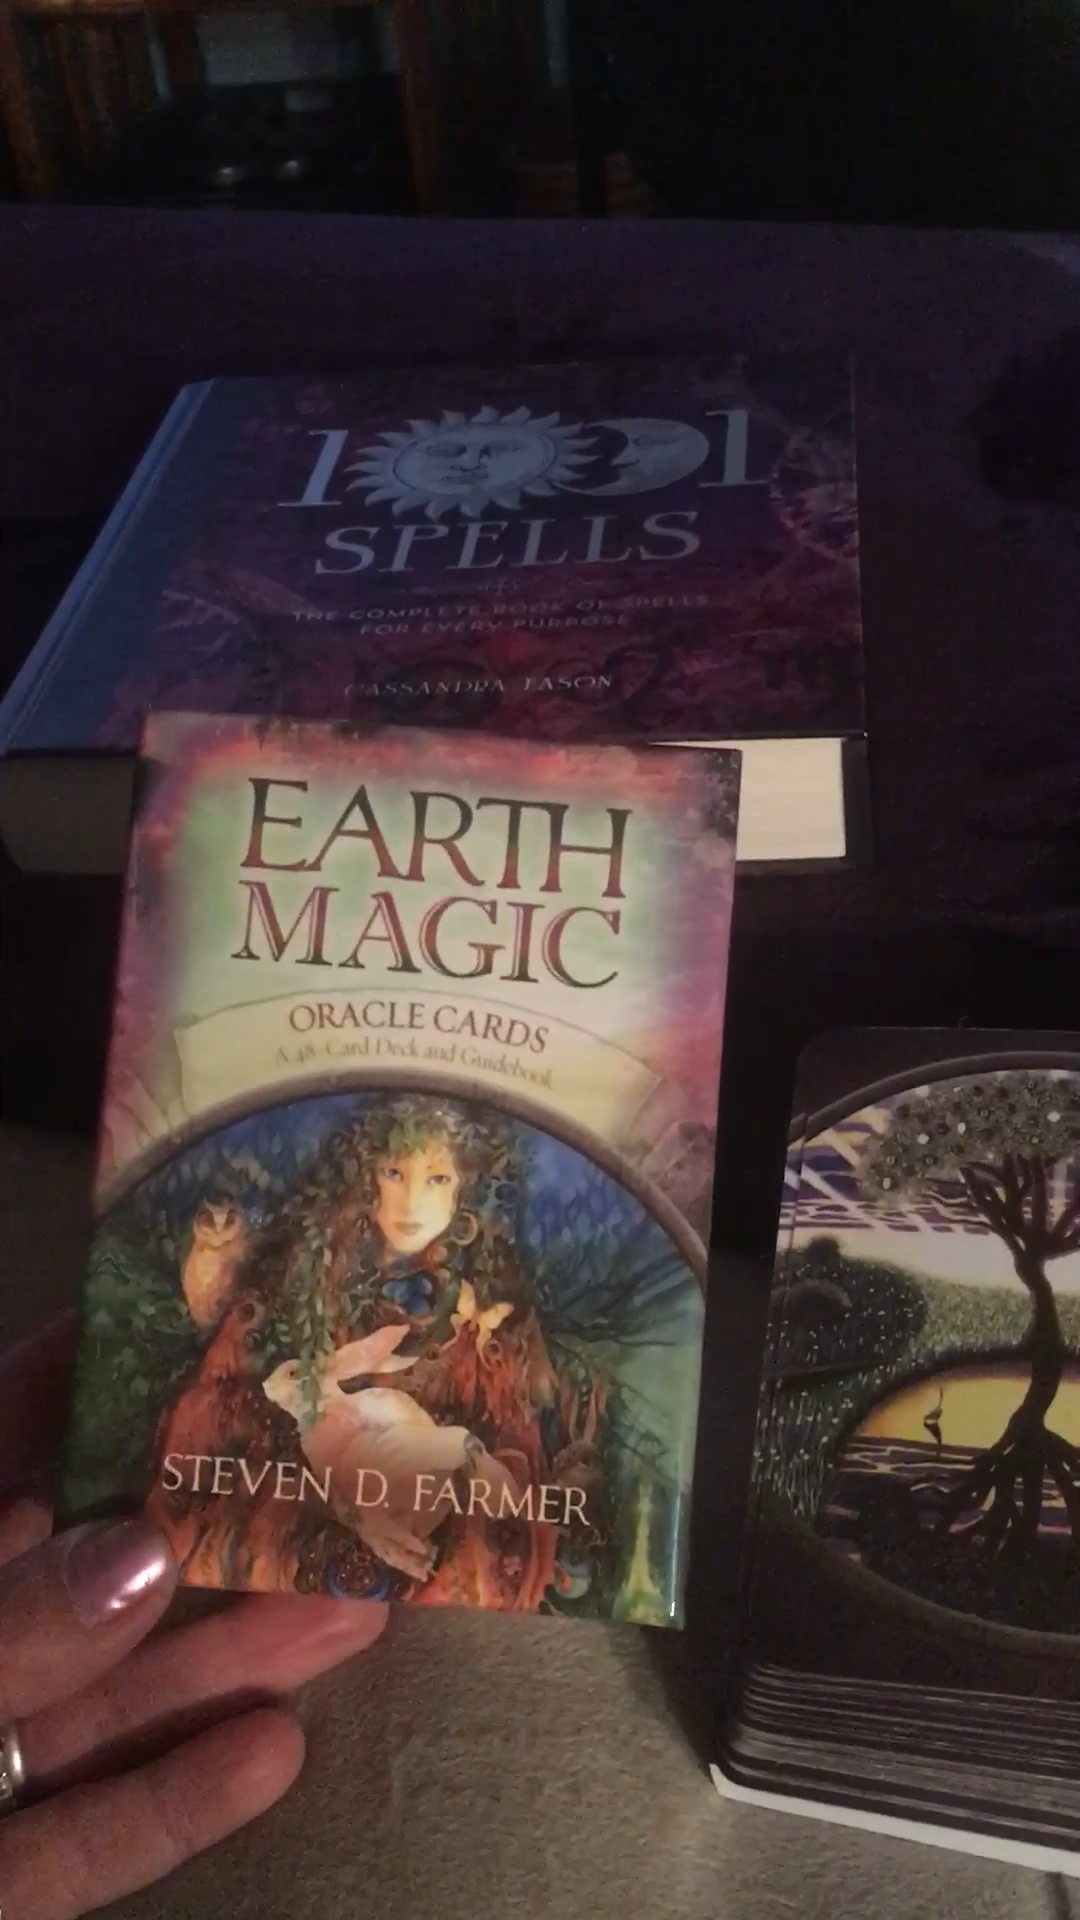 1001
SPELLS
THE COMPLETE BOOK OF SPELLS
FOR EVERY PURPOSE
CASSANDRA EASON
EARTH
MAGIC
ORACLE CARDS
A 48-Card Deck and Guidebook
STEVEN D. FARMER